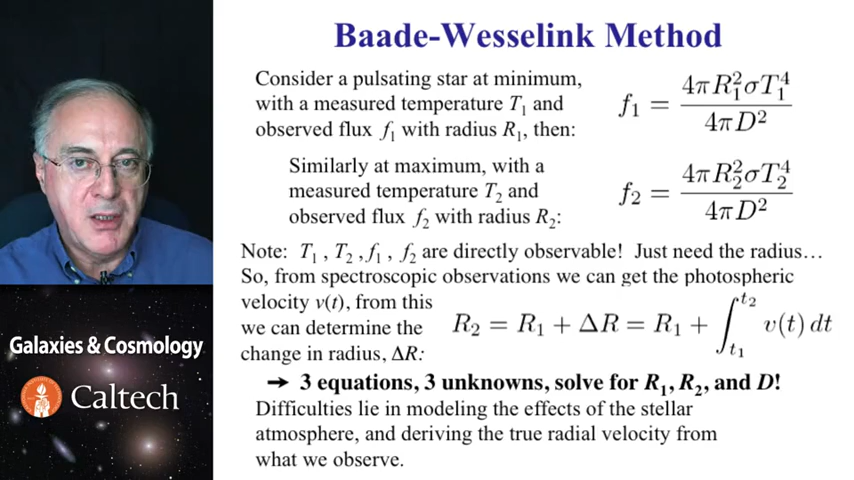 Baade-Wesselink Method
Consider a pulsating star at minimum,
with a measured temperature T₁ and
observed flux f₁ with radius R₁, then:
f₁ = 4πR₁²σT₁⁴ / 4πD²
Similarly at maximum, with a
measured temperature T₂ and
observed flux f₂ with radius R₂:
f₂ = 4πR₂²σT₂⁴ / 4πD²
Note: T₁ , T₂ , f₁ , f₂ are directly observable! Just need the radius…
So, from spectroscopic observations we can get the photospheric
velocity v(t), from this
we can determine the
change in radius, ΔR:
R₂ = R₁ + ΔR = R₁ + ∫_{t₁}^{t₂} v(t) dt
→ 3 equations, 3 unknowns, solve for R₁, R₂, and D!
Difficulties lie in modeling the effects of the stellar
atmosphere, and deriving the true radial velocity from
what we observe.
Galaxies & Cosmology
Caltech